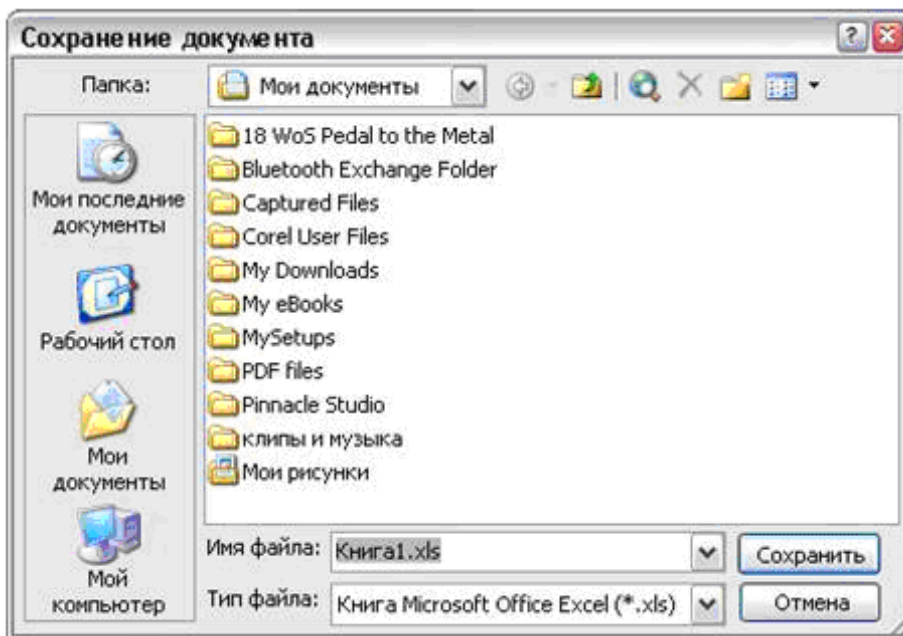 Сохранение документа
Папка:
Мои документы
Мои последние
документы
Рабочий стол
Мои
документы
Мой
компьютер
18 WoS Pedal to the Metal
Bluetooth Exchange Folder
Captured Files
Corel User Files
My Downloads
My eBooks
MySetups
PDF files
Pinnacle Studio
клипы и музыка
Мои рисунки
Имя файла:
Книга1.xls
Сохранить
Тип файла:
Книга Microsoft Office Excel (*.xls)
Отмена